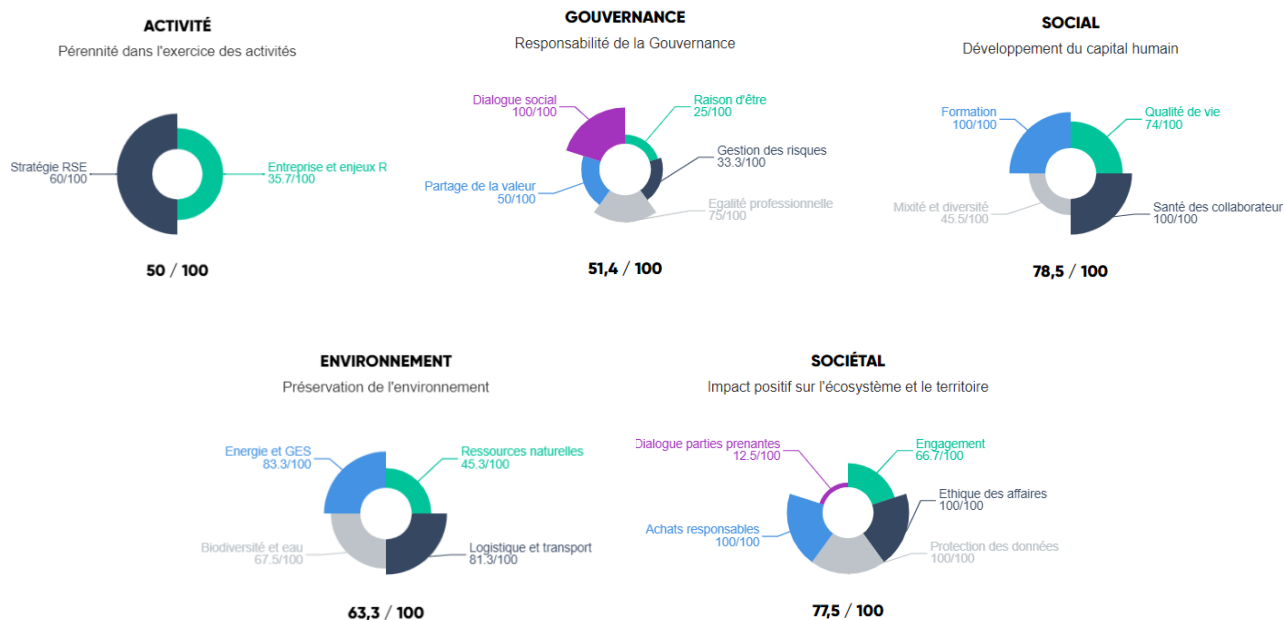 ACTIVITÉ
Pérennité dans l'exercice des activités
Stratégie RSE
60/100
Entreprise et enjeux R
35.7/100
50 / 100
GOUVERNANCE
Responsabilité de la Gouvernance
Dialogue social
100/100
Raison d'être
25/100
Gestion des risques
33.3/100
Partage de la valeur
50/100
Egalité professionnelle
75/100
51,4 / 100
SOCIAL
Développement du capital humain
Formation
100/100
Qualité de vie
74/100
Mixité et diversité
45.5/100
Santé des collaborateur
100/100
78,5 / 100
ENVIRONNEMENT
Préservation de l'environnement
Energie et GES
83.3/100
Ressources naturelles
45.3/100
Biodiversité et eau
67.5/100
Logistique et transport
81.3/100
63,3 / 100
SOCIÉTAL
Impact positif sur l'écosystème et le territoire
Dialogue parties prenantes
12.5/100
Engagement
66.7/100
Ethique des affaires
100/100
Achats responsables
100/100
Protection des données
100/100
77,5 / 100